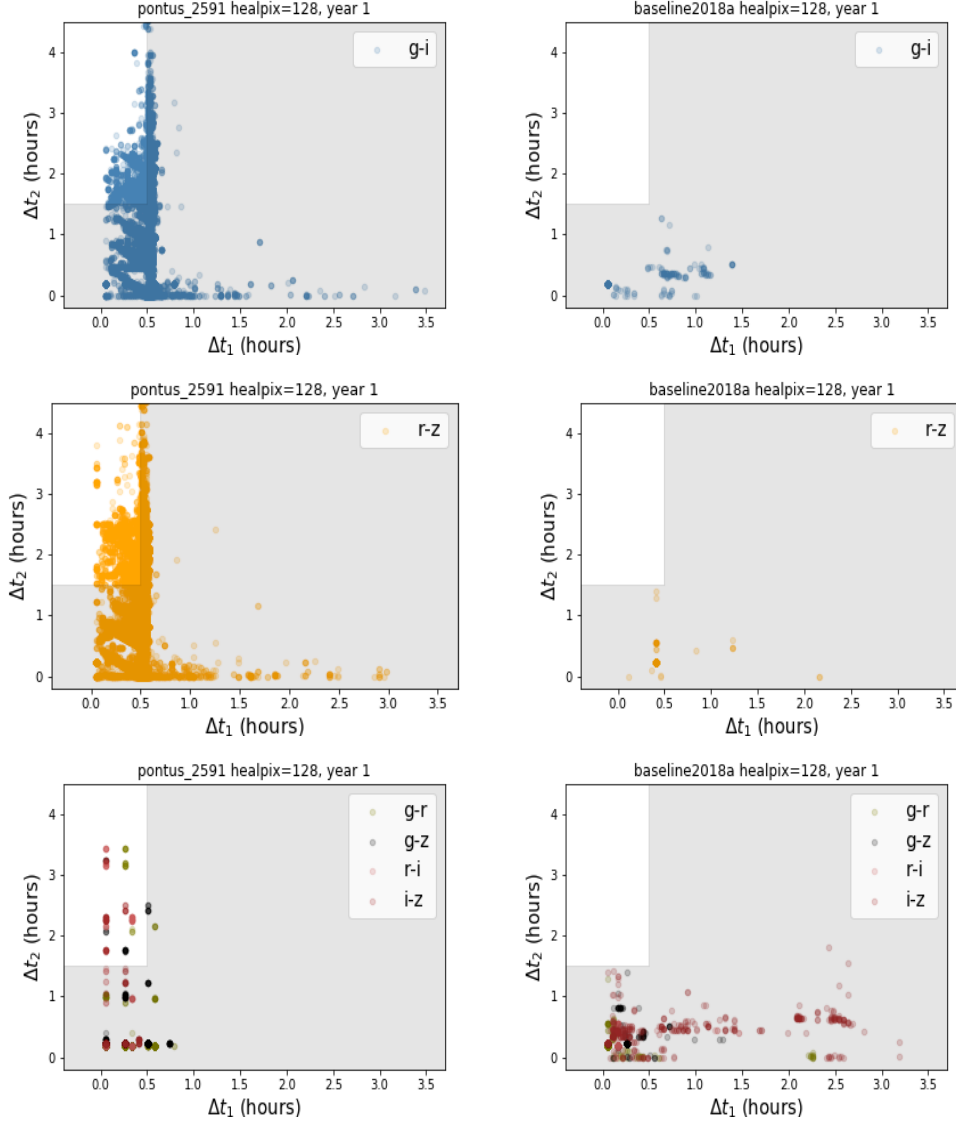 pontus_2591 healpix=128, year 1
g-i
4
3
2
1
0
Δt₂ (hours)
0.0 0.5 1.0 1.5 2.0 2.5 3.0 3.5
Δt₁ (hours)
baseline2018a healpix=128, year 1
g-i
4
3
2
1
0
Δt₂ (hours)
0.0 0.5 1.0 1.5 2.0 2.5 3.0 3.5
Δt₁ (hours)
pontus_2591 healpix=128, year 1
r-z
4
3
2
1
0
Δt₂ (hours)
0.0 0.5 1.0 1.5 2.0 2.5 3.0 3.5
Δt₁ (hours)
baseline2018a healpix=128, year 1
r-z
4
3
2
1
0
Δt₂ (hours)
0.0 0.5 1.0 1.5 2.0 2.5 3.0 3.5
Δt₁ (hours)
pontus_2591 healpix=128, year 1
g-r
g-z
r-i
i-z
4
3
2
1
0
Δt₂ (hours)
0.0 0.5 1.0 1.5 2.0 2.5 3.0 3.5
Δt₁ (hours)
baseline2018a healpix=128, year 1
g-r
g-z
r-i
i-z
4
3
2
1
0
Δt₂ (hours)
0.0 0.5 1.0 1.5 2.0 2.5 3.0 3.5
Δt₁ (hours)